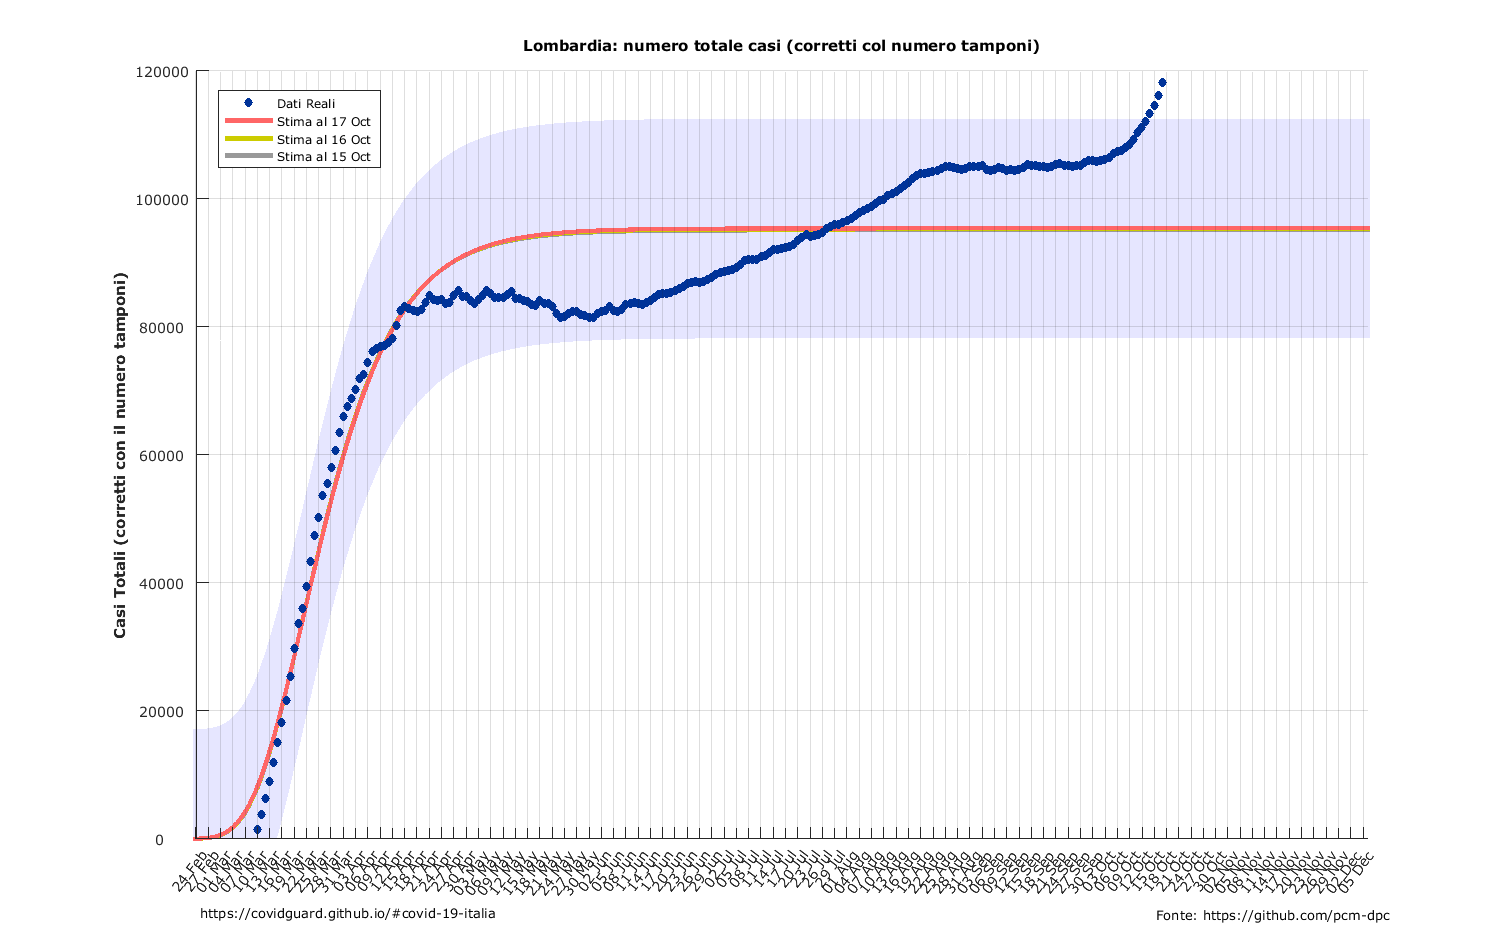 Lombardia: numero totale casi (corretti col numero tamponi)
Dati Reali
Stima al 17 Oct
Stima al 16 Oct
Stima al 15 Oct
Casi Totali (corretti con il numero tamponi)
120000
100000
80000
60000
40000
20000
0
24 Feb
27 Feb
01 Mar
04 Mar
07 Mar
10 Mar
13 Mar
16 Mar
19 Mar
22 Mar
25 Mar
28 Mar
31 Mar
03 Apr
06 Apr
09 Apr
12 Apr
15 Apr
18 Apr
21 Apr
24 Apr
27 Apr
30 Apr
03 May
06 May
09 May
12 May
15 May
18 May
21 May
24 May
27 May
30 May
02 Jun
05 Jun
08 Jun
11 Jun
14 Jun
17 Jun
20 Jun
23 Jun
26 Jun
29 Jun
02 Jul
05 Jul
08 Jul
11 Jul
14 Jul
17 Jul
20 Jul
23 Jul
26 Jul
29 Jul
01 Aug
04 Aug
07 Aug
10 Aug
13 Aug
16 Aug
19 Aug
22 Aug
25 Aug
28 Aug
31 Aug
03 Sep
06 Sep
09 Sep
12 Sep
15 Sep
18 Sep
21 Sep
24 Sep
27 Sep
30 Sep
03 Oct
06 Oct
09 Oct
12 Oct
15 Oct
18 Oct
21 Oct
24 Oct
27 Oct
30 Oct
02 Nov
05 Nov
08 Nov
11 Nov
14 Nov
17 Nov
20 Nov
23 Nov
26 Nov
29 Nov
02 Dec
05 Dec
https://covidguard.github.io/#covid-19-italia
Fonte: https://github.com/pcm-dpc